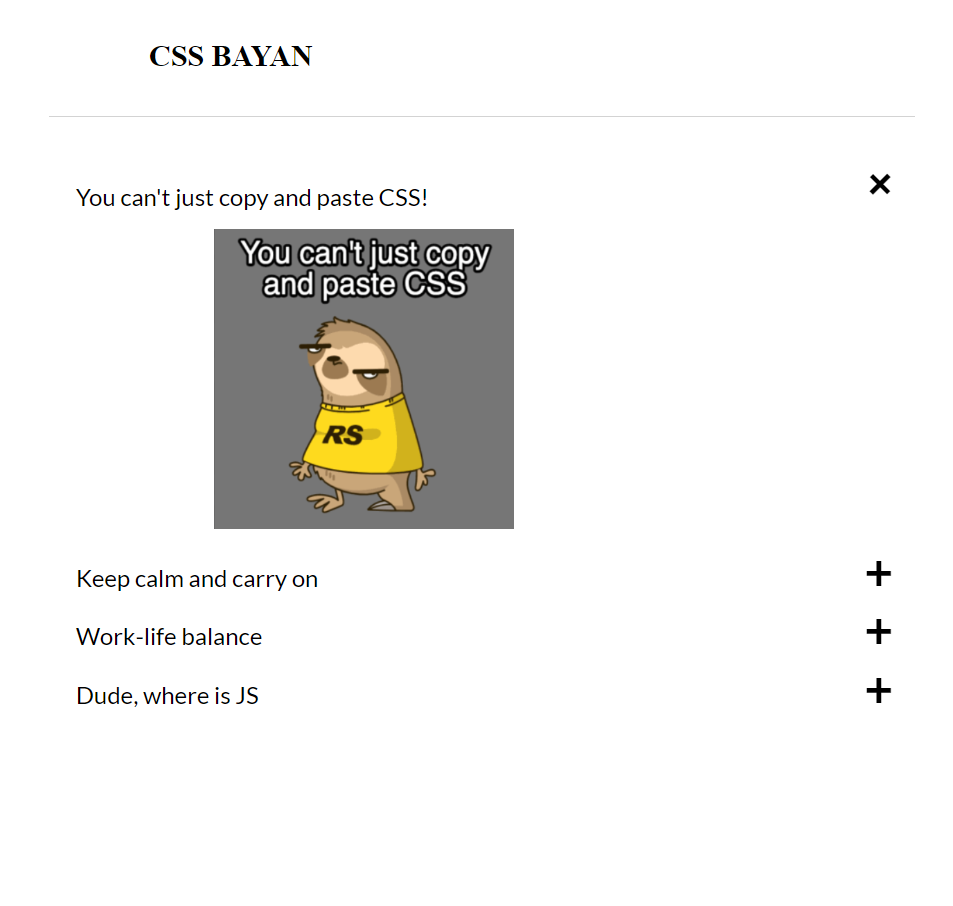 CSS BAYAN
You can't just copy and paste CSS!
You can't just copy
and paste CSS
RS
Keep calm and carry on
Work-life balance
Dude, where is JS